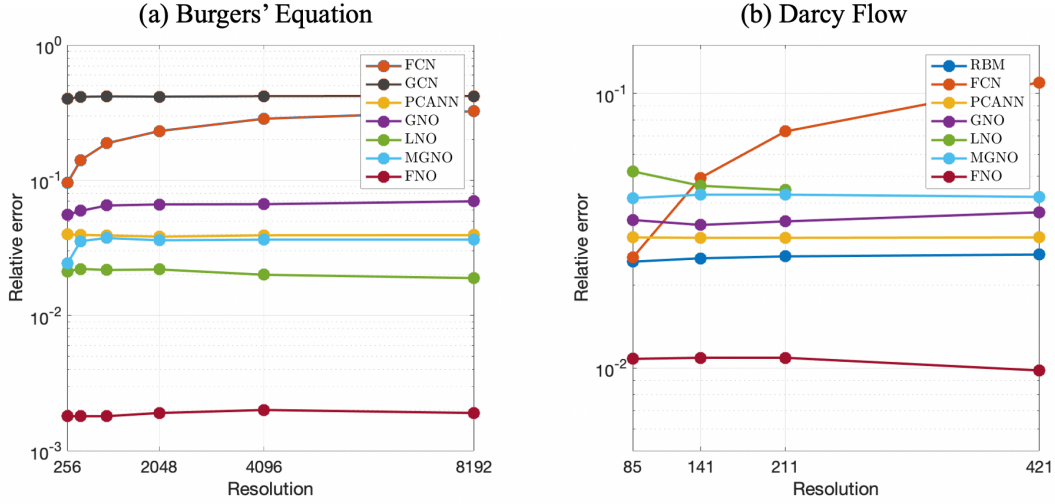 (a) Burgers’ Equation
10^0
10^-1
10^-2
10^-3
Relative error
256
2048
4096
8192
Resolution
FCN
GCN
PCANN
GNO
LNO
MGNO
FNO
(b) Darcy Flow
10^-1
10^-2
Relative error
85
141
211
421
Resolution
RBM
FCN
PCANN
GNO
LNO
MGNO
FNO